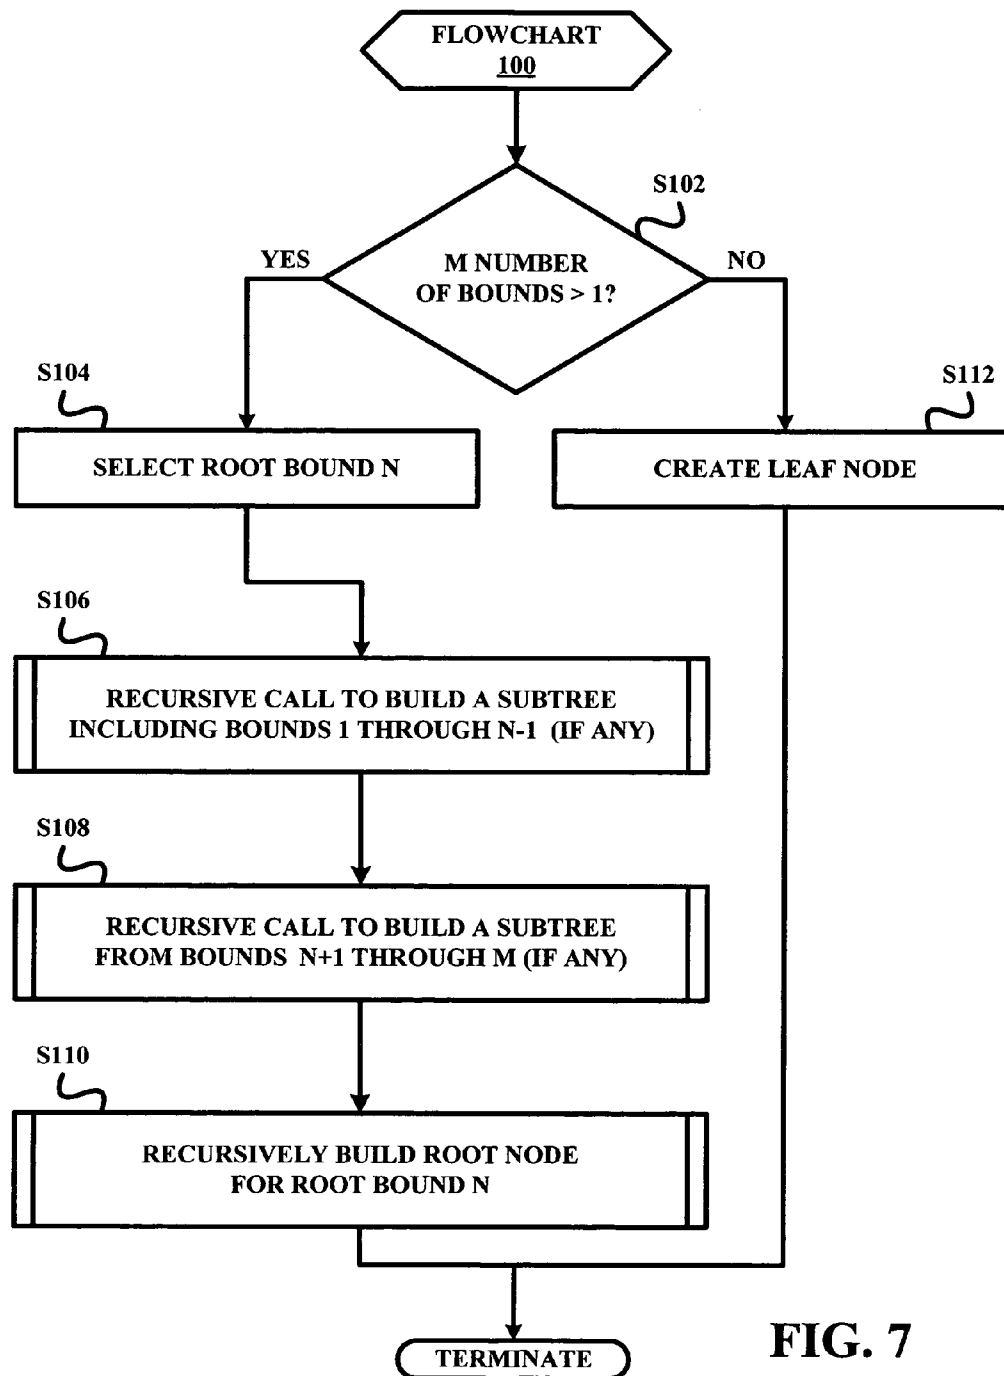 FLOWCHART
100
S102
YES
M NUMBER
OF BOUNDS > 1?
NO
S104
SELECT ROOT BOUND N
S112
CREATE LEAF NODE
S106
RECURSIVE CALL TO BUILD A SUBTREE
INCLUDING BOUNDS 1 THROUGH N-1 (IF ANY)
S108
RECURSIVE CALL TO BUILD A SUBTREE
FROM BOUNDS N+1 THROUGH M (IF ANY)
S110
RECURSIVELY BUILD ROOT NODE
FOR ROOT BOUND N
TERMINATE
FIG. 7